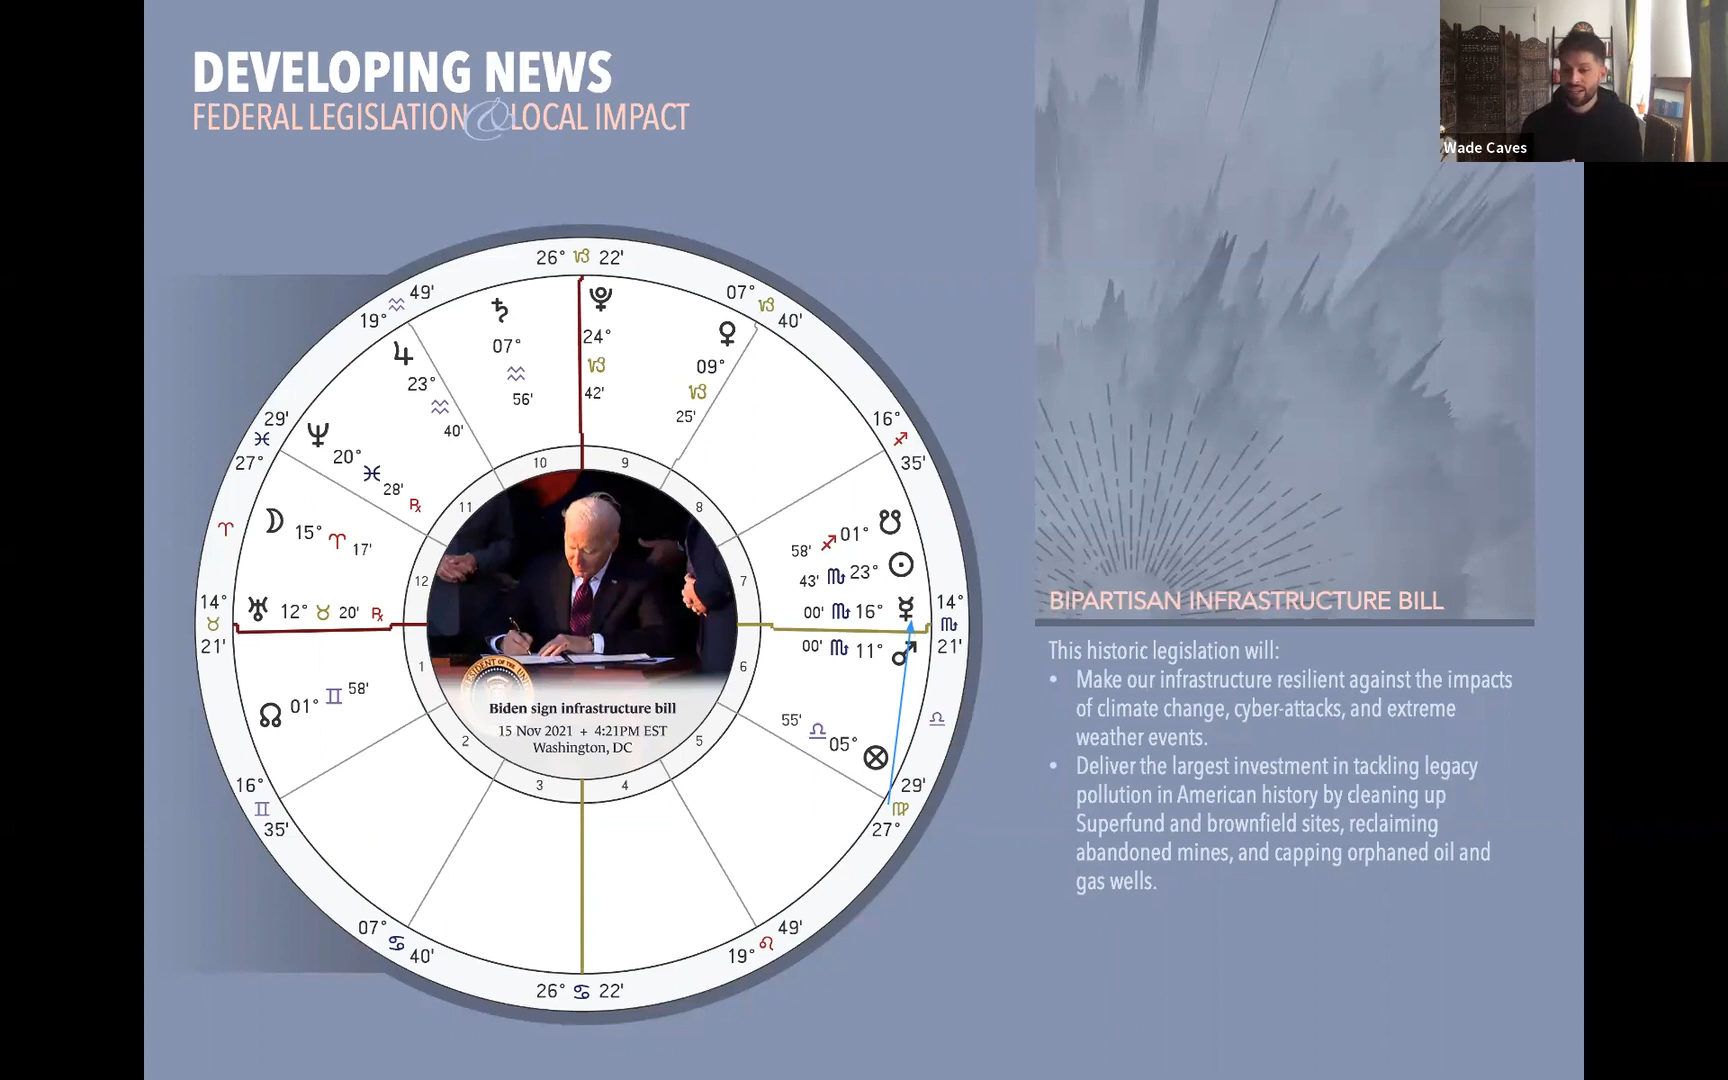 DEVELOPING NEWS
FEDERAL LEGISLATION & LOCAL IMPACT
Wade Caves
26° ♑ 22'
07° ♑ 40'
16° ♐ 35'
14° ♏ 21'
29' ♍ 27°
♎
19° ♌ 49'
26° ♋ 22'
07° ♋ 40'
16° ♊ 35'
14° ♉ 21'
♈
29' ♓ 27°
19° ♒ 49'
♄ 07° ♒ 56'
♇ 24° ♑ 42'
♀ 09° ♑ 25'
♃ 23° ♒ 40'
♆ 20° ♓ 28' ℞
☽ 15° ♈ 17'
♅ 12° ♉ 20' ℞
☊ 01° ♊ 58'
58' ♐ 01° ☋
43' ♏ 23° ☉
00' ♏ 16° ☿
00' ♏ 11° ♂
55' ♎ 05° ⊗
10
9
11
8
12
7
1
6
2
5
3
4
PRESIDENT OF THE UNI
Biden sign infrastructure bill
15 Nov 2021 + 4:21PM EST
Washington, DC
BIPARTISAN INFRASTRUCTURE BILL
This historic legislation will:
• Make our infrastructure resilient against the impacts
of climate change, cyber-attacks, and extreme
weather events.
• Deliver the largest investment in tackling legacy
pollution in American history by cleaning up
Superfund and brownfield sites, reclaiming
abandoned mines, and capping orphaned oil and
gas wells.